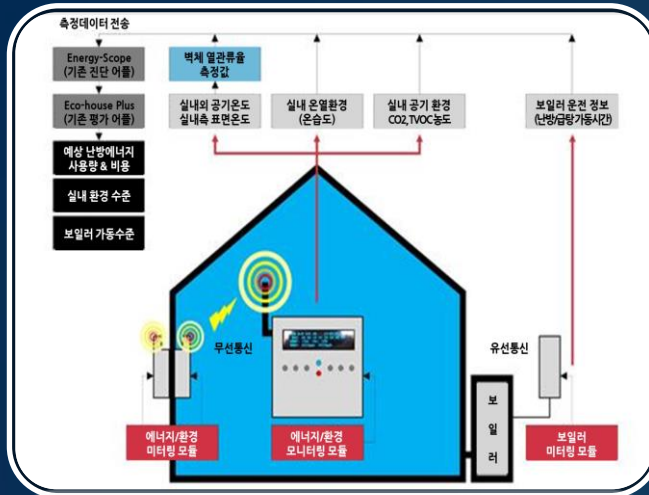 측정데이터 전송
Energy-Scope
(기존 진단 어플)
벽체 열관류율
측정값
Eco-house Plus
(기존 평가 어플)
실내외 공기온도
실내측 표면온도
실내 온열환경
(온습도)
실내 공기 환경
CO2, TVOC 농도
보일러 운전 정보
(난방/급탕 가동시간)
예상 난방에너지
사용량 & 비용
실내 환경 수준
보일러 가동수준
무선통신
유선통신
보
일
러
에너지/환경
미터링 모듈
에너지/환경
모니터링 모듈
보일러
미터링 모듈